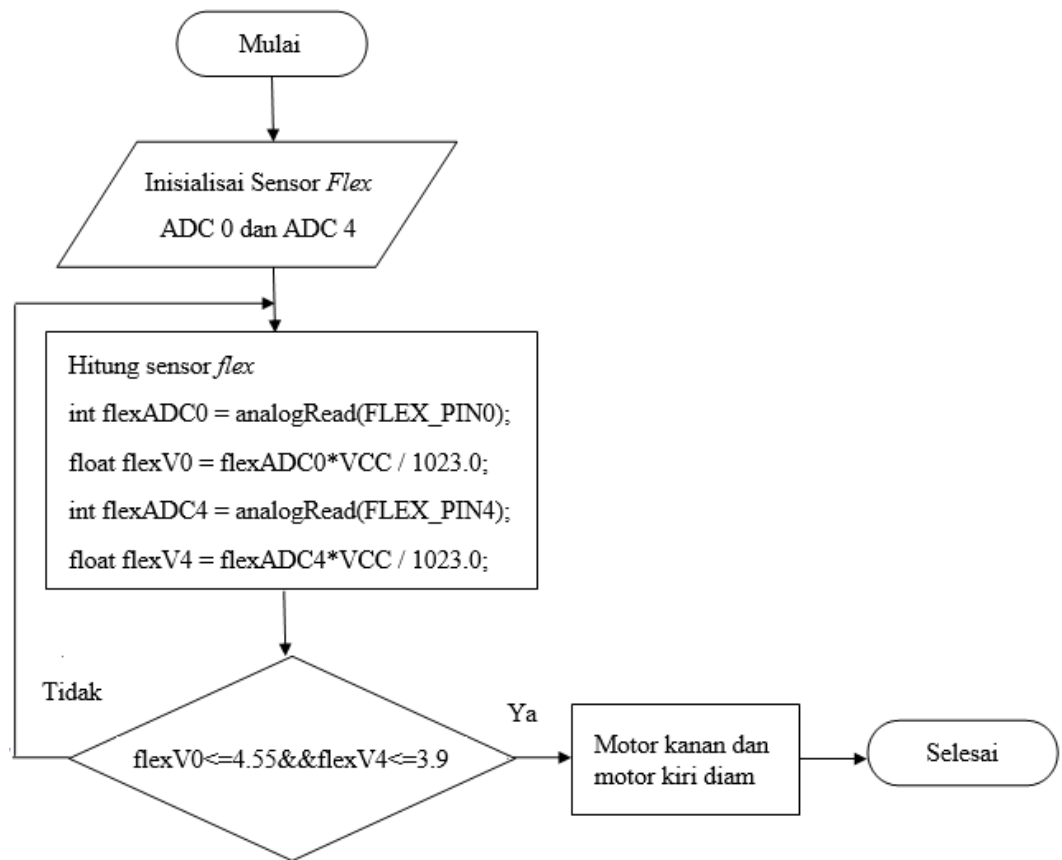 Mulai
Inisialisai Sensor Flex
ADC 0 dan ADC 4
Hitung sensor flex
int flexADC0 = analogRead(FLEX_PIN0);
float flexV0 = flexADC0*VCC / 1023.0;
int flexADC4 = analogRead(FLEX_PIN4);
float flexV4 = flexADC4*VCC / 1023.0;
Tidak
flexV0<=4.55&&flexV4<=3.9
Ya
Motor kanan dan
motor kiri diam
Selesai